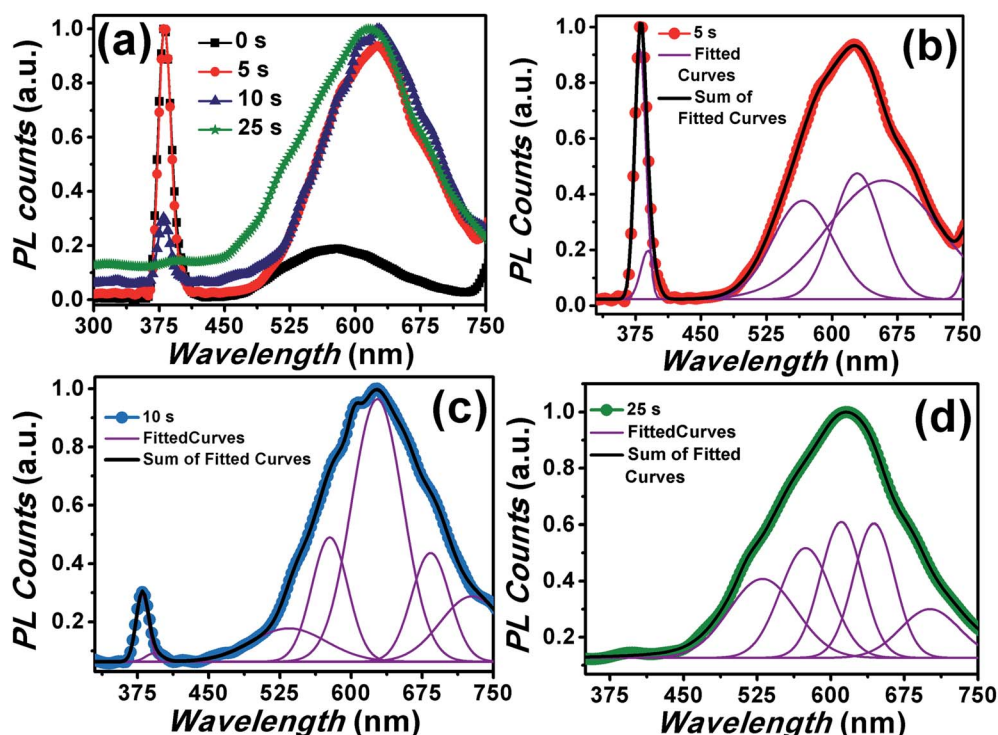 (a)
0 s
5 s
10 s
25 s
PL counts (a.u.)
1.0
0.8
0.6
0.4
0.2
0.0
300 375 450 525 600 675 750
Wavelength (nm)
(b)
5 s
Fitted
Curves
Sum of
Fitted Curves
PL Counts (a.u.)
1.0
0.8
0.6
0.4
0.2
0.0
375 450 525 600 675 750
Wavelength (nm)
(c)
10 s
FittedCurves
Sum of Fitted Curves
PL Counts (a.u.)
1.0
0.8
0.6
0.4
0.2
375 450 525 600 675 750
Wavelength (nm)
(d)
25 s
FittedCurves
Sum of Fitted
Curves
PL Counts (a.u.)
1.0
0.8
0.6
0.4
0.2
375 450 525 600 675 750
Wavelength (nm)